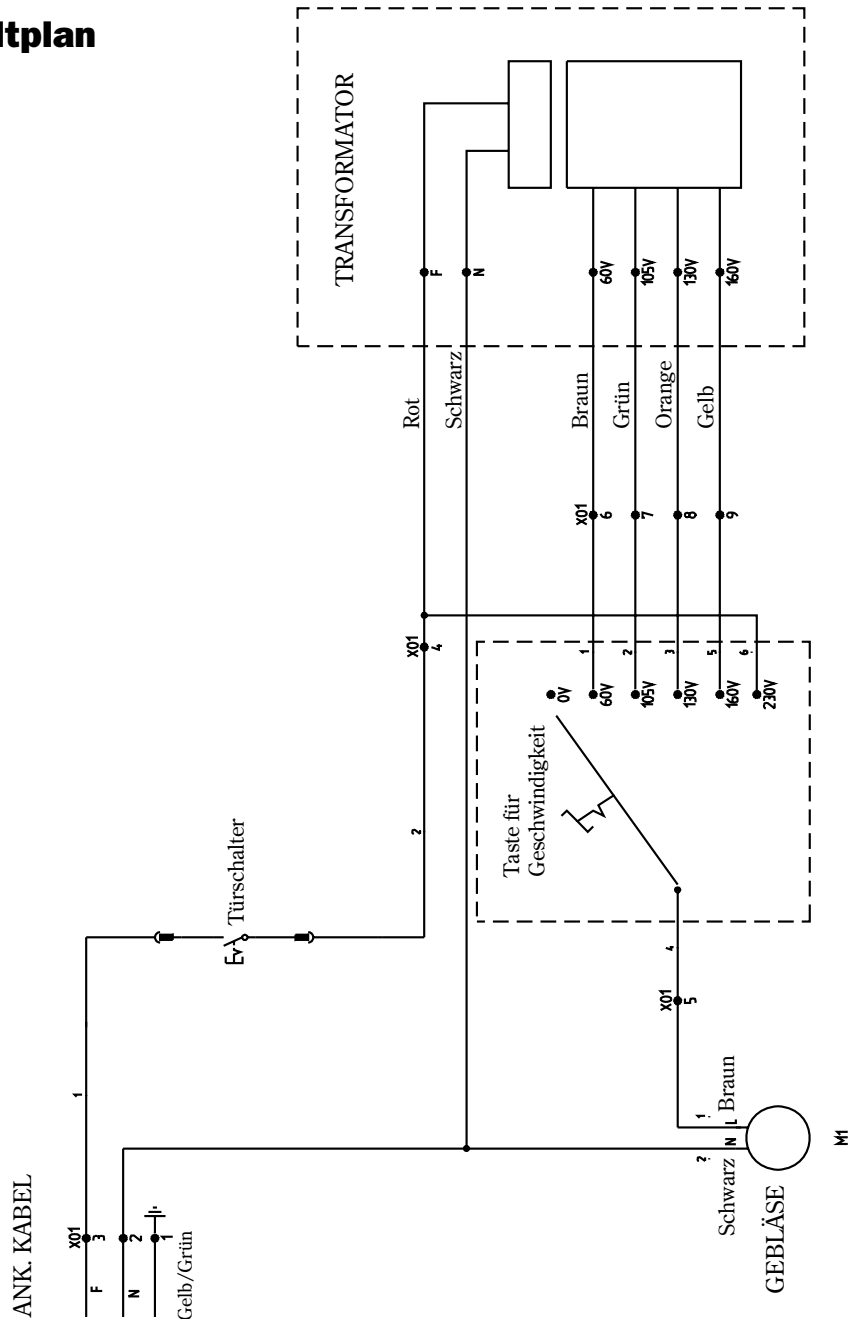 ltplan
TRANSFORMATOR
F
N
60V
105V
130V
160V
Rot
Schwarz
Braun
Grün
Orange
Gelb
X01
6
7
8
9
X01
4
1
2
3
5
6
0V
60V
105V
130V
160V
230V
Taste für
Geschwindigkeit
2
Türschalter
Ev
4
X01
5
1
1
L
Braun
2
N
Schwarz
M1
GEBLÄSE
ANK. KABEL
X01
3
2
1
F
N
Gelb/Grün